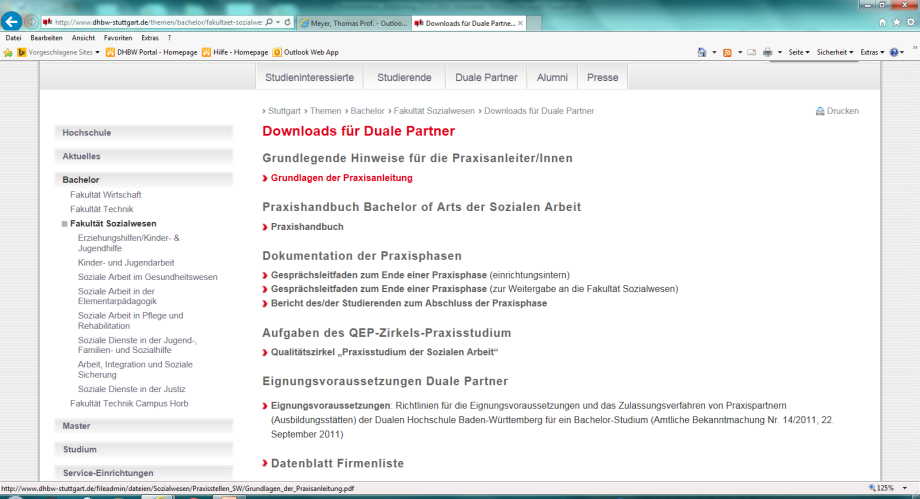 http://www.dhbw-stuttgart.de/themen/bachelor/fakultaet-sozialwe
Meyer, Thomas Prof. - Outloo...
Downloads für Duale Partne...
Datei Bearbeiten Ansicht Favoriten Extras ?
Vorgeschlagene Sites DHBW Portal - Homepage Hilfe - Homepage Outlook Web App
Seite Sicherheit Extras
Studieninteressierte Studierende Duale Partner Alumni Presse
Stuttgart Themen Bachelor Fakultät Sozialwesen Downloads für Duale Partner
Drucken
Hochschule
Aktuelles
Bachelor
Fakultät Wirtschaft
Fakultät Technik
Fakultät Sozialwesen
Erziehungshilfen/Kinder- &
Jugendhilfe
Kinder- und Jugendarbeit
Soziale Arbeit im Gesundheitswesen
Soziale Arbeit in der
Elementarpädagogik
Soziale Arbeit in Pflege und
Rehabilitation
Soziale Dienste in der Jugend-,
Familien- und Sozialhilfe
Arbeit, Integration und Soziale
Sicherung
Soziale Dienste in der Justiz
Fakultät Technik Campus Horb
Master
Studium
Service-Einrichtungen
Downloads für Duale Partner
Grundlegende Hinweise für die Praxisanleiter/Innen
Grundlagen der Praxisanleitung
Praxishandbuch Bachelor of Arts der Sozialen Arbeit
Praxishandbuch
Dokumentation der Praxisphasen
Gesprächsleitfaden zum Ende einer Praxisphase (einrichtungsintern)
Gesprächsleitfaden zum Ende einer Praxisphase (zur Weitergabe an die Fakultät Sozialwesen)
Bericht des/der Studierenden zum Abschluss der Praxisphase
Aufgaben des QEP-Zirkels-Praxisstudium
Qualitätszirkel „Praxisstudium der Sozialen Arbeit“
Eignungsvoraussetzungen Duale Partner
Eignungsvoraussetzungen: Richtlinien für die Eignungsvoraussetzungen und das Zulassungsverfahren von Praxispartnern
(Ausbildungsstätten) der Dualen Hochschule Baden-Württemberg für ein Bachelor-Studium (Amtliche Bekanntmachung Nr. 14/2011, 22.
September 2011)
Datenblatt Firmenliste
http://www.dhbw-stuttgart.de/fileadmin/dateien/Sozialwesen/Praxisstellen_SW/Grundlagen_der_Praxisanleitung.pdf
125%